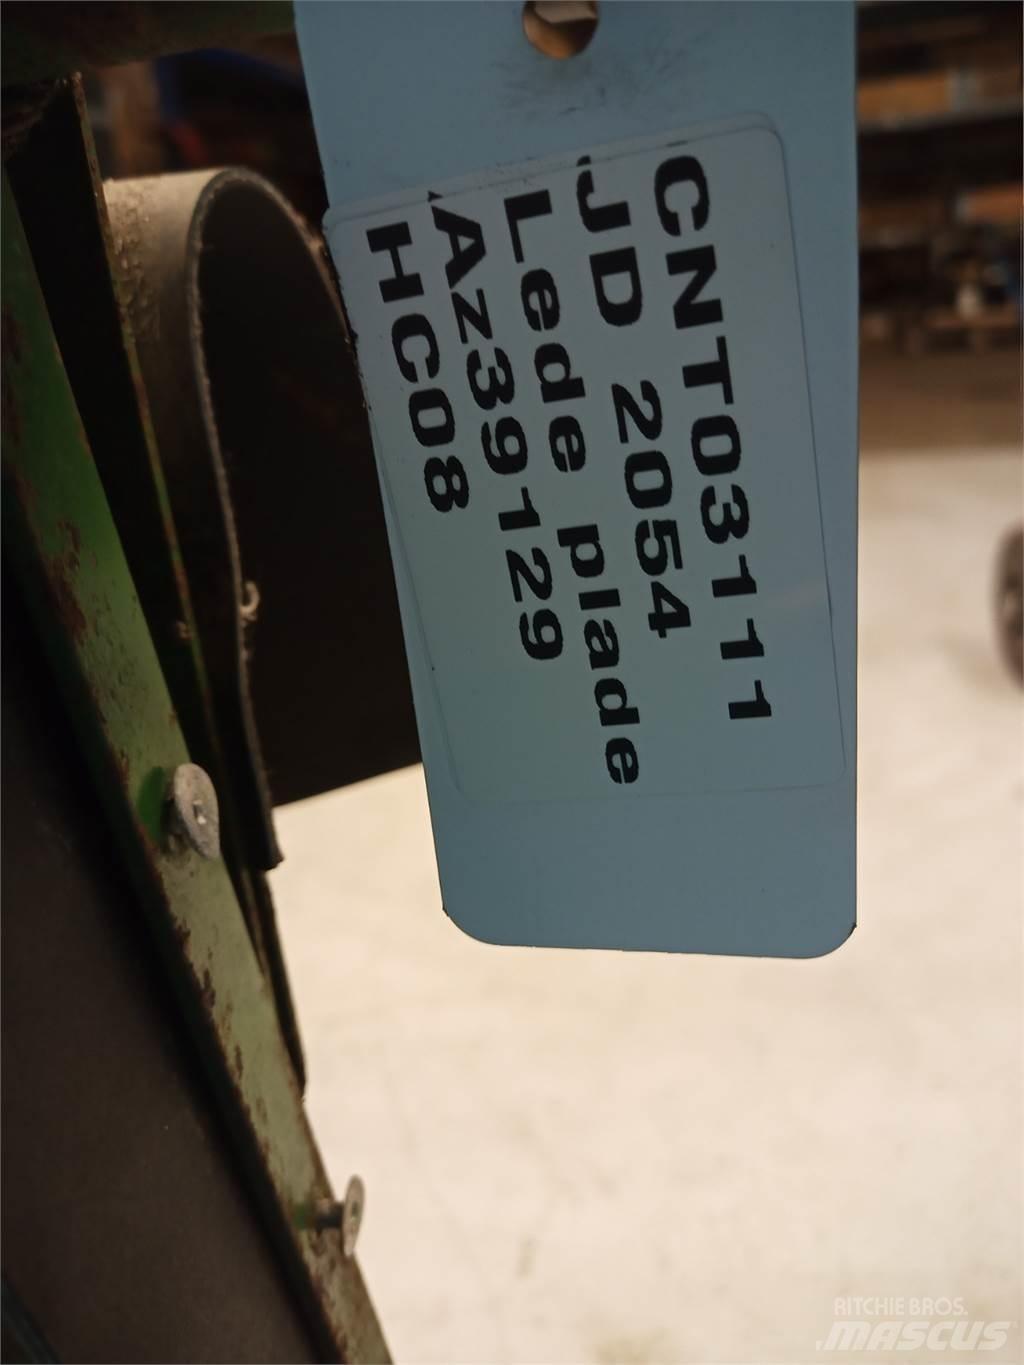 CNT03111
JD 2054
Lede plade
Az39129
HC08
RITCHIE BROS.
MASCUS